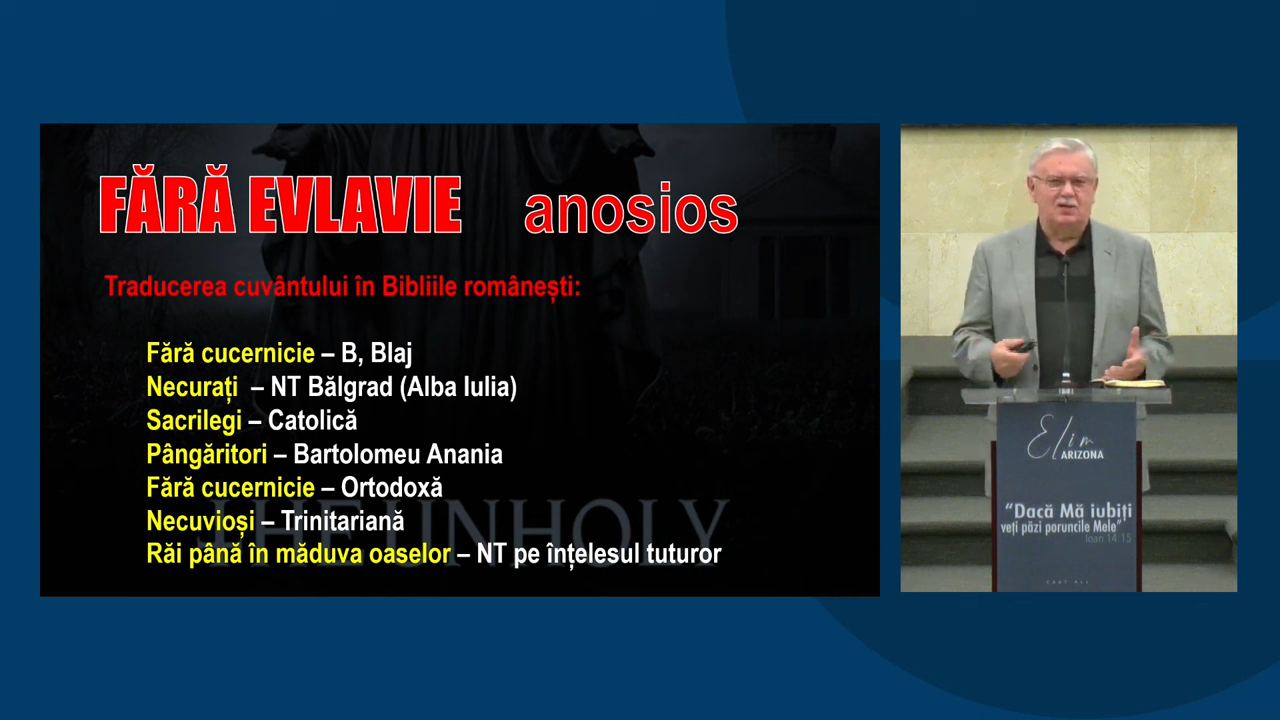 FĂRĂ EVLAVIE anosios
Traducerea cuvântului în Bibliile românești:
Fără cucernicie – B, Blaj
Necurați – NT Bălgrad (Alba Iulia)
Sacrilegi – Catolică
Pângăritori – Bartolomeu Anania
Fără cucernicie – Ortodoxă
Necuvioși – Trinitariană
Răi până în măduva oaselor – NT pe înțelesul tuturor
THE UNHOLY
Elim
ARIZONA
“Dacă Mă iubiți
veți păzi poruncile Mele”
Ioan 14:15